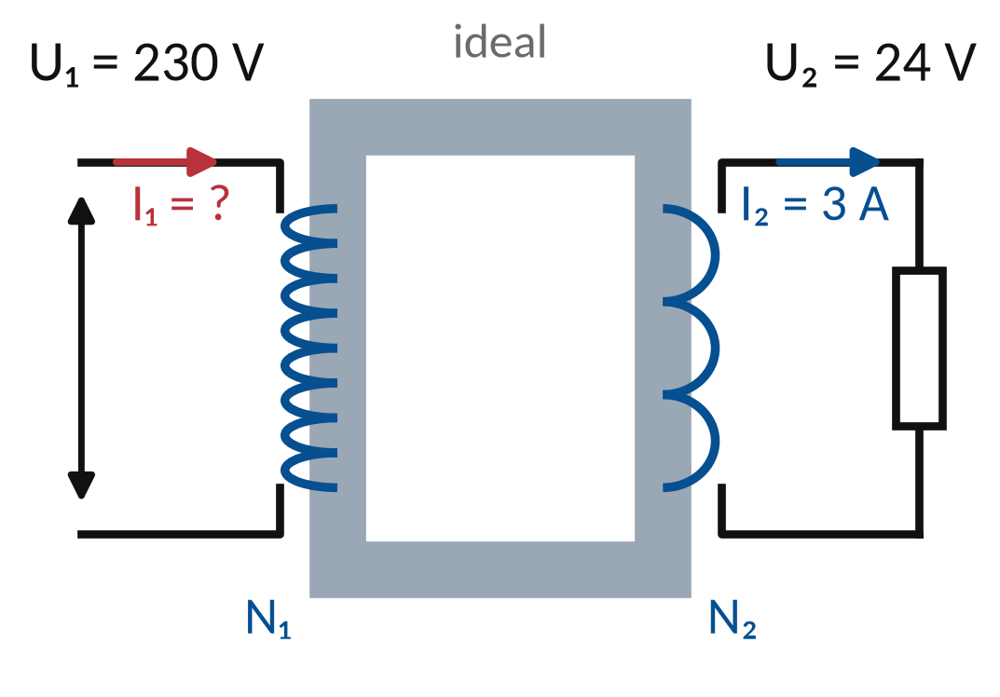 ideal
U₁ = 230 V
U₂ = 24 V
I₁ = ?
I₂ = 3 A
N₁
N₂